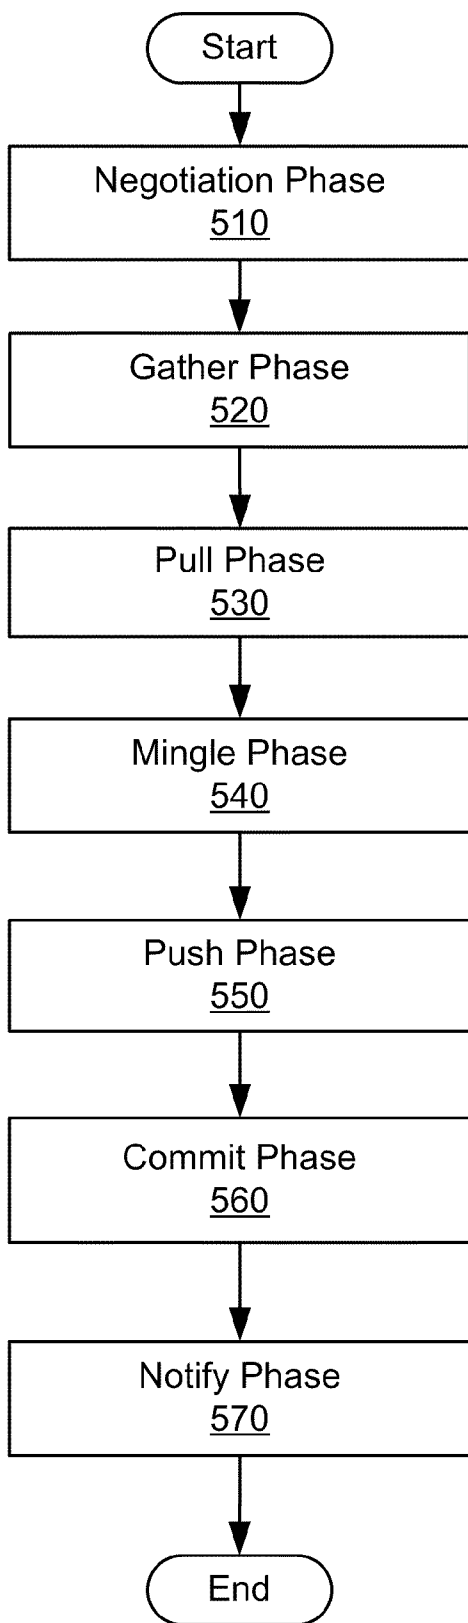 Start
Negotiation Phase
510
Gather Phase
520
Pull Phase
530
Mingle Phase
540
Push Phase
550
Commit Phase
560
Notify Phase
570
End